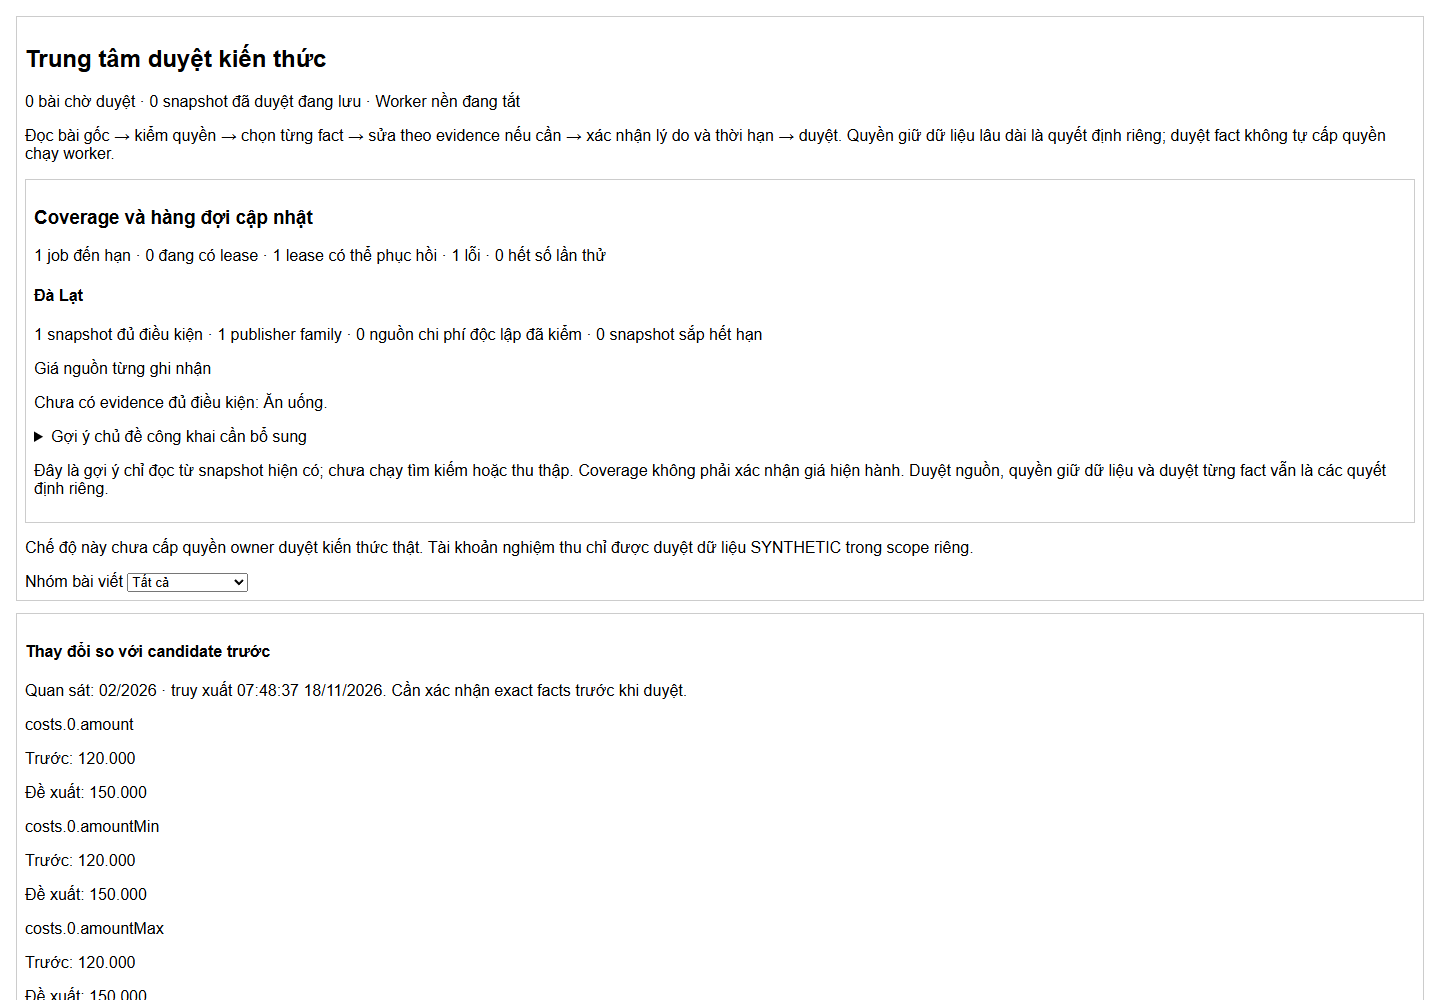 Trung tâm duyệt kiến thức
0 bài chờ duyệt · 0 snapshot đã duyệt đang lưu · Worker nền đang tắt
Đọc bài gốc → kiểm quyền → chọn từng fact → sửa theo evidence nếu cần → xác nhận lý do và thời hạn → duyệt. Quyền giữ dữ liệu lâu dài là quyết định riêng; duyệt fact không tự cấp quyền
chạy worker.
Coverage và hàng đợi cập nhật
1 job đến hạn · 0 đang có lease · 1 lease có thể phục hồi · 1 lỗi · 0 hết số lần thử
Đà Lạt
1 snapshot đủ điều kiện · 1 publisher family · 0 nguồn chi phí độc lập đã kiểm · 0 snapshot sắp hết hạn
Giá nguồn từng ghi nhận
Chưa có evidence đủ điều kiện: Ăn uống.
Gợi ý chủ đề công khai cần bổ sung
Đây là gợi ý chỉ đọc từ snapshot hiện có; chưa chạy tìm kiếm hoặc thu thập. Coverage không phải xác nhận giá hiện hành. Duyệt nguồn, quyền giữ dữ liệu và duyệt từng fact vẫn là các quyết
định riêng.
Chế độ này chưa cấp quyền owner duyệt kiến thức thật. Tài khoản nghiệm thu chỉ được duyệt dữ liệu SYNTHETIC trong scope riêng.
Nhóm bài viết Tất cả
Thay đổi so với candidate trước
Quan sát: 02/2026 · truy xuất 07:48:37 18/11/2026. Cần xác nhận exact facts trước khi duyệt.
costs.0.amount
Trước: 120.000
Đề xuất: 150.000
costs.0.amountMin
Trước: 120.000
Đề xuất: 150.000
costs.0.amountMax
Trước: 120.000
Đề xuất: 150.000